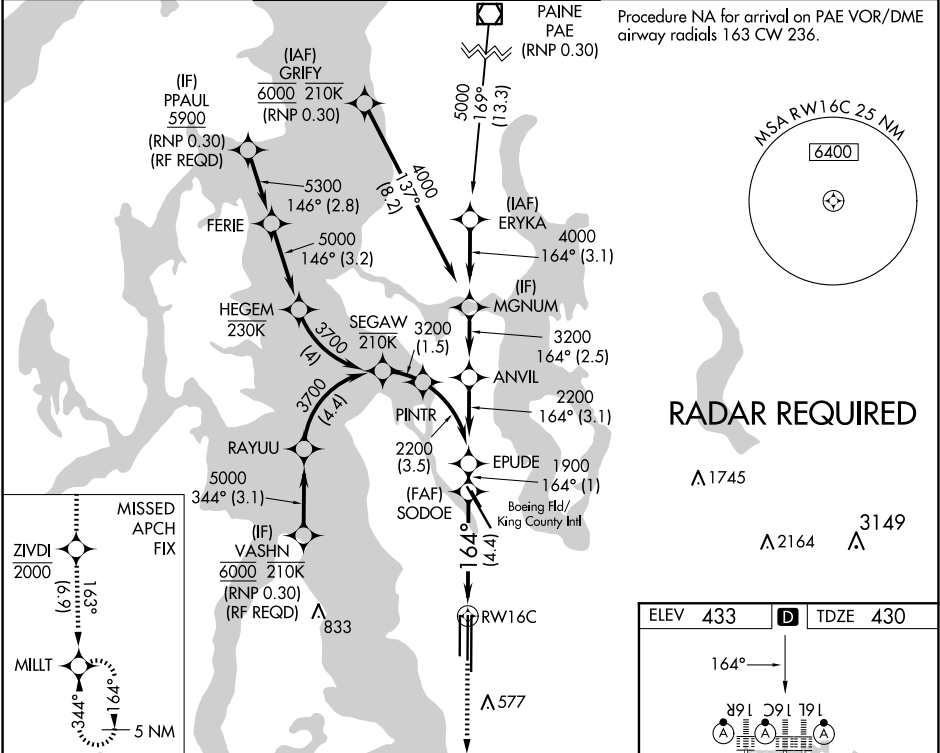 PAINE
PAE
(RNP 0.30)
Procedure NA for arrival on PAE VOR/DME
airway radials 163 CW 236.
(IAF)
GRIFY
6000 210K
(RNP 0.30)
(IF)
PPAUL
5900
(RNP 0.30)
(RF REQD)
5000
169°
(13.3)
MSA RW16C 25 NM
6400
4000
137°
(8.2)
5300
146° (2.8)
FERIE
5000
146° (3.2)
(IAF)
ERYKA
4000
164° (3.1)
(IF)
MGNUM
HEGEM
230K
3700
(4)
SEGAW
210K
3200
(1.5)
3200
164° (2.5)
ANVIL
PINTR
2200
164° (3.1)
RADAR REQUIRED
3700
(4.4)
RAYUU
2200
(3.5)
EPUDE
1900
164° (1)
5000
344° (3.1)
(FAF)
SODOE
Boeing Fld/
King County Intl
1745
2164
3149
MISSED
APCH
FIX
ZIVDI
2000
163°
(6.9)
MILLT
344°
164°
5 NM
(IF)
VASHN
6000 210K
(RNP 0.30)
(RF REQD)
833
164°
(4.4)
RW16C
577
ELEV 433
D
TDZE 430
164°
16R
16C
16L
A
A
A